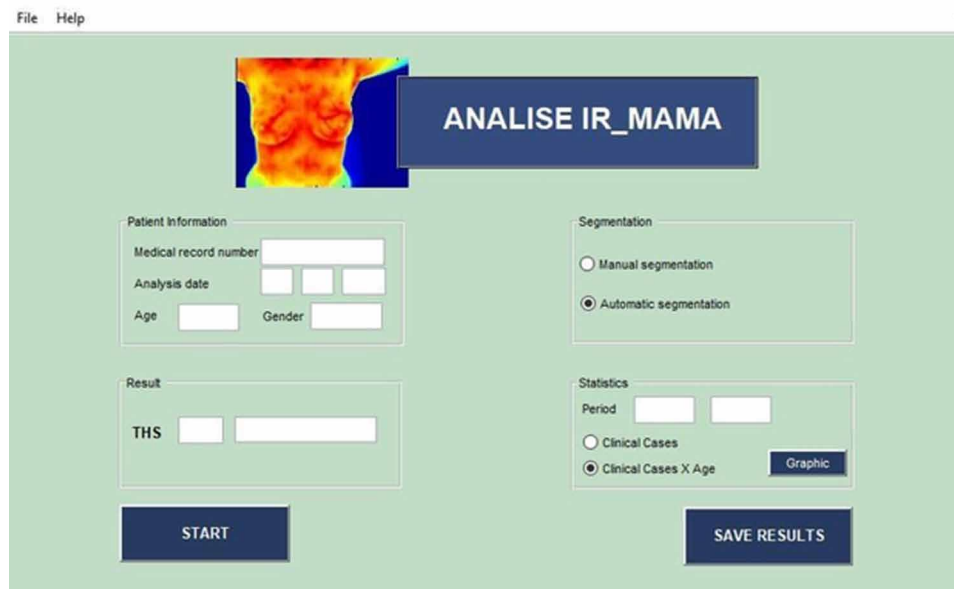 File Help
ANALISE IR_MAMA
Patient Information
Medical record number
Analysis date
Age Gender
Segmentation
Manual segmentation
Automatic segmentation
Result
THS
Statistics
Period
Clinical Cases
Clinical Cases X Age
Graphic
START
SAVE RESULTS